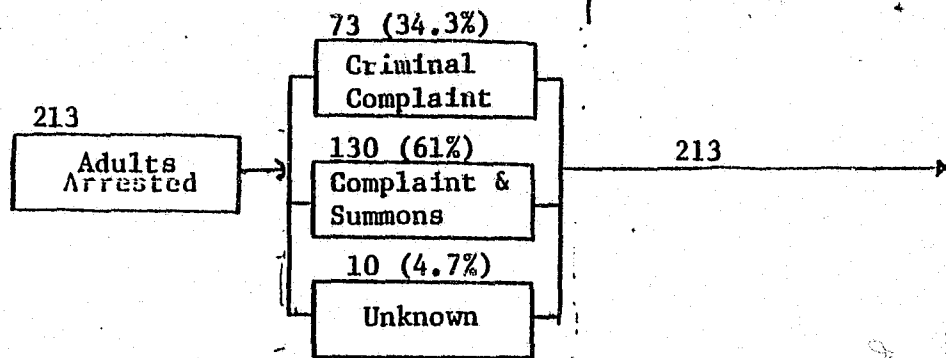 73 (34.3%)
Criminal
Complaint
213
Adults
Arrested
130 (61%)
Complaint &
Summons
213
10 (4.7%)
Unknown